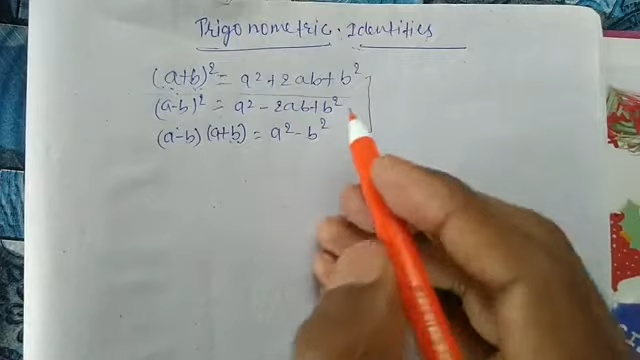 Trigonometric. Identities
(a+b)² = a² + 2ab + b²
(a-b)² = a² - 2ab + b²
(a-b) (a+b) = a² - b²